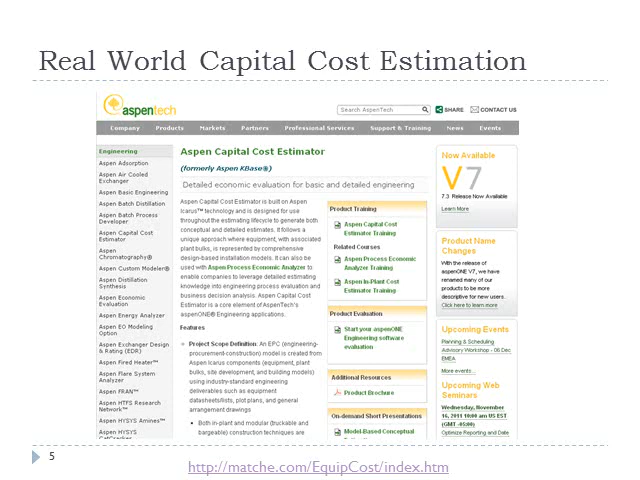 Real World Capital Cost Estimation
aspentech
Search AspenTech
SHARE
CONTACT US
Company Products Markets Partners Professional Services Support & Training News Events
Engineering
Aspen Adsorption
Aspen Air Cooled
Exchanger
Aspen Basic Engineering
Aspen Batch Distillation
Aspen Batch Process
Developer
Aspen Capital Cost
Estimator
Aspen
Chromatography®
Aspen Custom Modeler®
Aspen Distillation
Synthesis
Aspen Economic
Evaluation
Aspen Energy Analyzer
Aspen EO Modeling
Option
Aspen Exchanger Design
& Rating (EDR)
Aspen Fired Heater™
Aspen Flare System
Analyzer
Aspen FRAN™
Aspen HTFS Research
Network™
Aspen HYSYS Amines™
Aspen HYSYS
Aspen Capital Cost Estimator
(formerly Aspen KBase®)
Detailed economic evaluation for basic and detailed engineering
Aspen Capital Cost Estimator is built on Aspen
Icarus™ technology and is designed for use
throughout the estimating lifecycle to generate both
conceptual and detailed estimates. It follows a
unique approach where equipment, with associated
plant bulks, is represented by comprehensive
design-based installation models. It can also be
used with Aspen Process Economic Analyzer to
enable companies to leverage detailed estimating
knowledge into engineering process evaluation and
business decision analysis. Aspen Capital Cost
Estimator is a core element of AspenTech's
aspenONE® Engineering applications.
Features
Project Scope Definition: An EPC (engineering-
procurement-construction) model is created from
Aspen Icarus components (equipment, plant
bulks, site development, and building models)
using industry-standard engineering
deliverables such as equipment
datasheets/lists, plot plans, and general
arrangement drawings
• Both in-plant and modular (truckable and
bargeable) construction techniques are
Product Training
Aspen Capital Cost
Estimator Training
Related Courses
Aspen Process Economic
Analyzer Training
Aspen In-Plant Cost
Estimator Training
Product Evaluation
Start your aspenONE
Engineering software
evaluation
Additional Resources
Product Brochure
On-demand Short Presentations
Model-Based Conceptual
Now Available
V7
7.3 Release Now Available
Learn More
Product Name
Changes
With the release of
aspenONE V7, we have
renamed many of our
products to be more
descriptive for new users.
Click here to learn more
Upcoming Events
Planning & Scheduling
Advisory Workshop - 06 Dec
EMEA
More events...
Upcoming Web
Seminars
Wednesday, November
16, 2011 10:00 am US EST
(GMT -05:00)
Optimize Reporting and Date
5
http://matche.com/EquipCost/index.htm